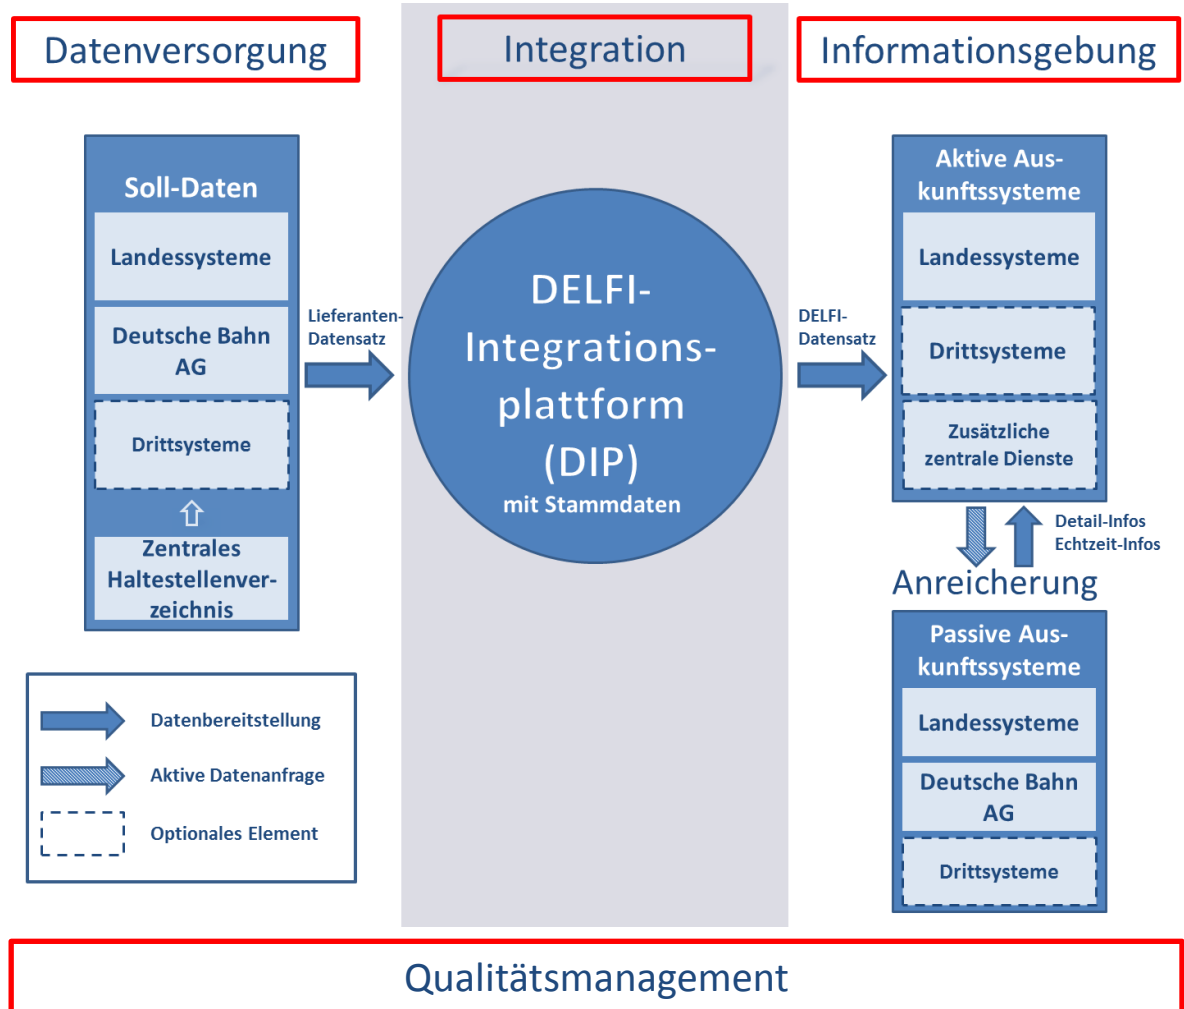 Datenversorgung
Integration
Informationsgebung
Soll-Daten
Landessysteme
Deutsche Bahn
AG
Drittsysteme
Zentrales
Haltestellenver-
zeichnis
Lieferanten-
Datensatz
DELFI-
Integrations-
plattform
(DIP)
mit Stammdaten
DELFI-
Datensatz
Aktive Aus-
kunftssysteme
Landessysteme
Drittsysteme
Zusätzliche
zentrale Dienste
Detail-Infos
Echtzeit-Infos
Anreicherung
Passive Aus-
kunftssysteme
Landessysteme
Deutsche Bahn
AG
Drittsysteme
Datenbereitstellung
Aktive Datenanfrage
Optionales Element
Qualitätsmanagement